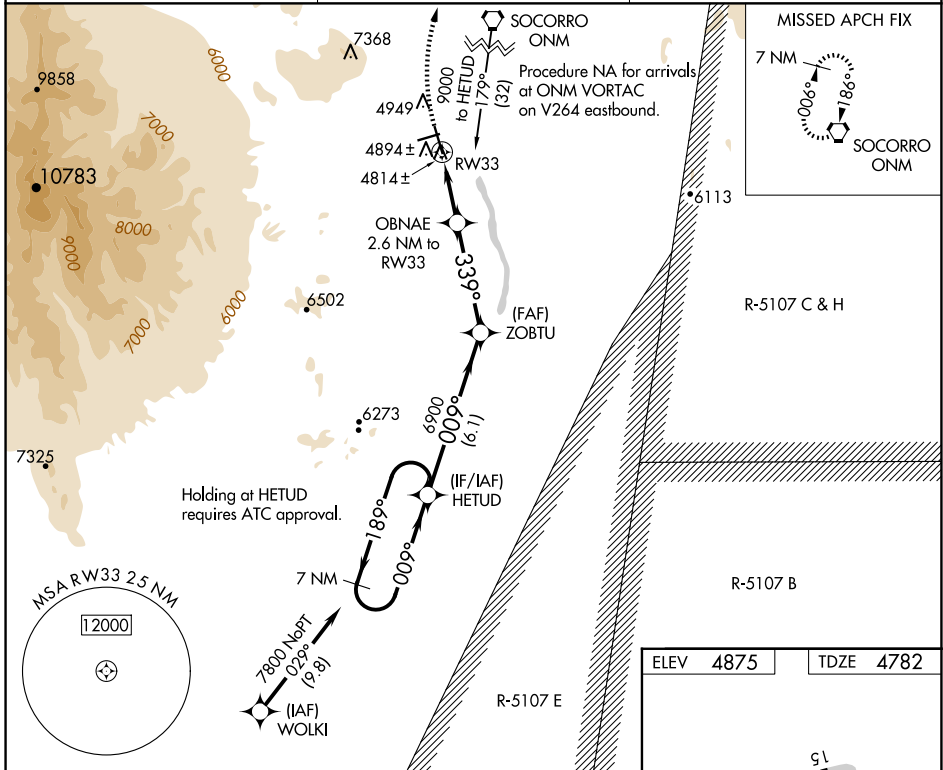 7368
SOCORRO
ONM
MISSED APCH FIX
7 NM
006°
186°
SOCORRO
ONM
9858
6000
7000
9000
to HETUD
179°
(32)
Procedure NA for arrivals
at ONM VORTAC
on V264 eastbound.
4949
4894±
4814±
RW33
10783
6113
8000
9000
OBNAE
2.6 NM to
RW33
339°
6502
6000
7000
(FAF)
ZOBTU
R-5107 C & H
6900
009°
(6.1)
6273
7325
(IF/IAF)
HETUD
Holding at HETUD
requires ATC approval.
189°
009°
7 NM
R-5107 B
MSA RW33 25 NM
12000
7800 NoPT
029°
(9.8)
(IAF)
WOLKI
R-5107 E
ELEV 4875
TDZE 4782
15